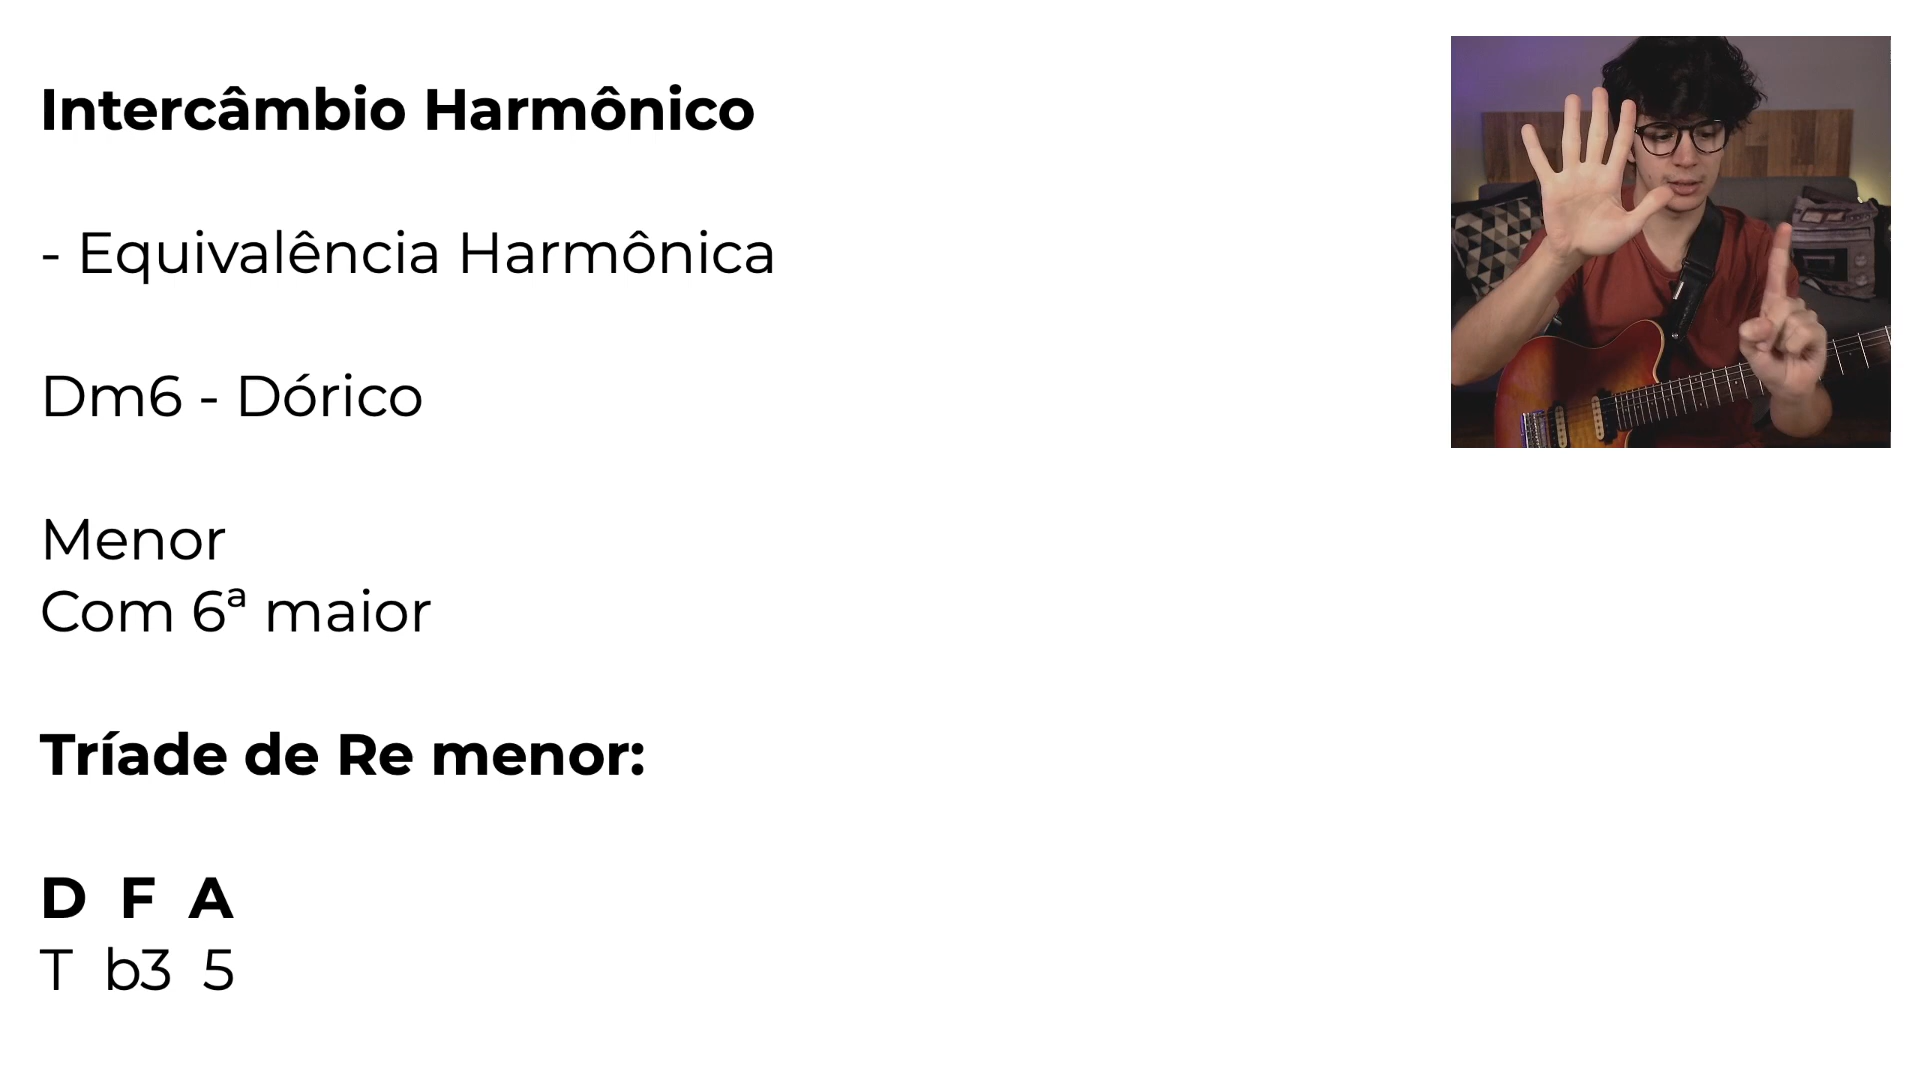 Intercâmbio Harmônico
- Equivalência Harmônica
Dm6 - Dórico
Menor
Com 6ª maior
Tríade de Re menor:
D F A
T b3 5